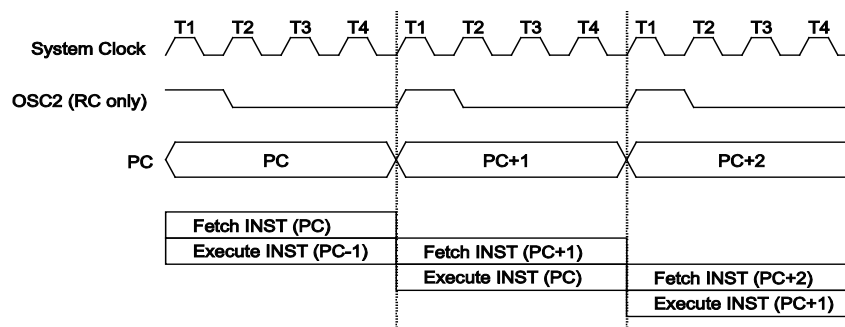 T1 T2 T3 T4 T1 T2 T3 T4 T1 T2 T3 T4
System Clock
OSC2 (RC only)
PC PC PC+1 PC+2
Fetch INST (PC)
Execute INST (PC-1) Fetch INST (PC+1)
Execute INST (PC) Fetch INST (PC+2)
Execute INST (PC+1)